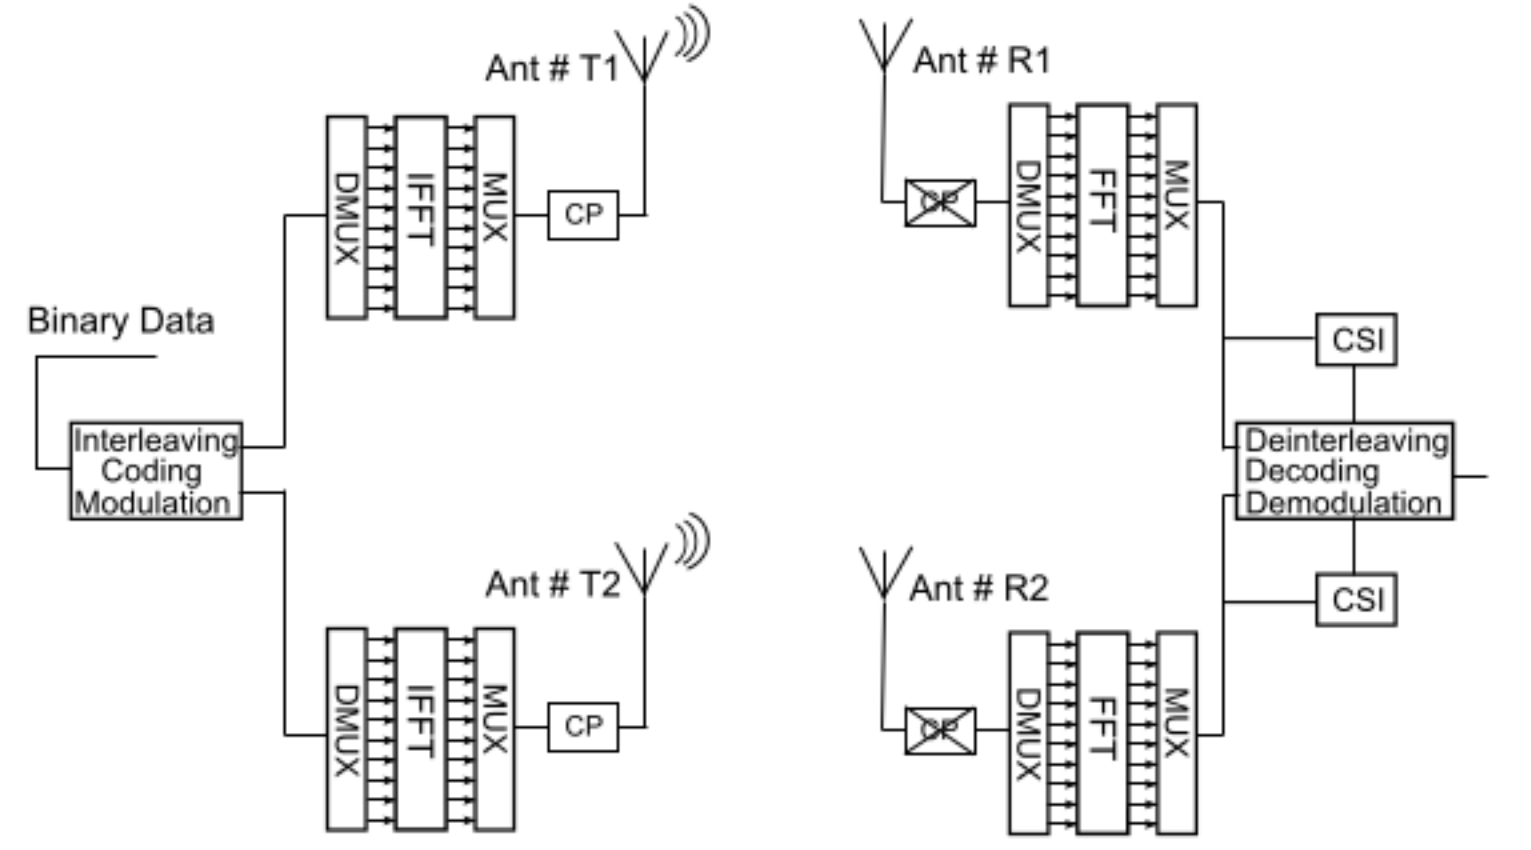 Ant # T1
DMUX
IFFT
MUX
CP
Ant # R1
CP
DMUX
FFT
MUX
Binary Data
Interleaving
Coding
Modulation
CSI
Deinterleaving
Decoding
Demodulation
CSI
Ant # T2
DMUX
IFFT
MUX
CP
Ant # R2
CP
DMUX
FFT
MUX